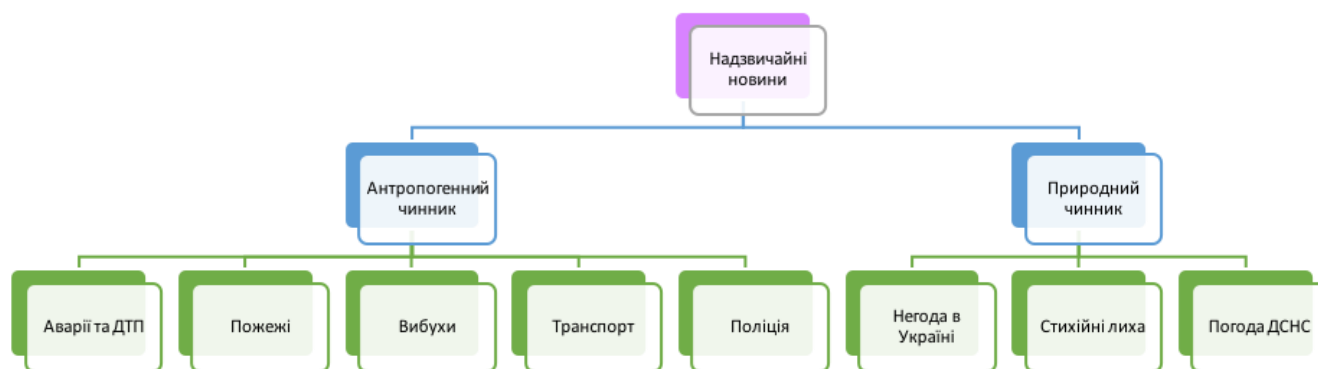 Надзвичайні
новини
Антропогенний
чинник
Природний
чинник
Аварії та ДТП
Пожежі
Вибухи
Транспорт
Поліція
Негода в
Україні
Стихійні лиха
Погода ДСНС